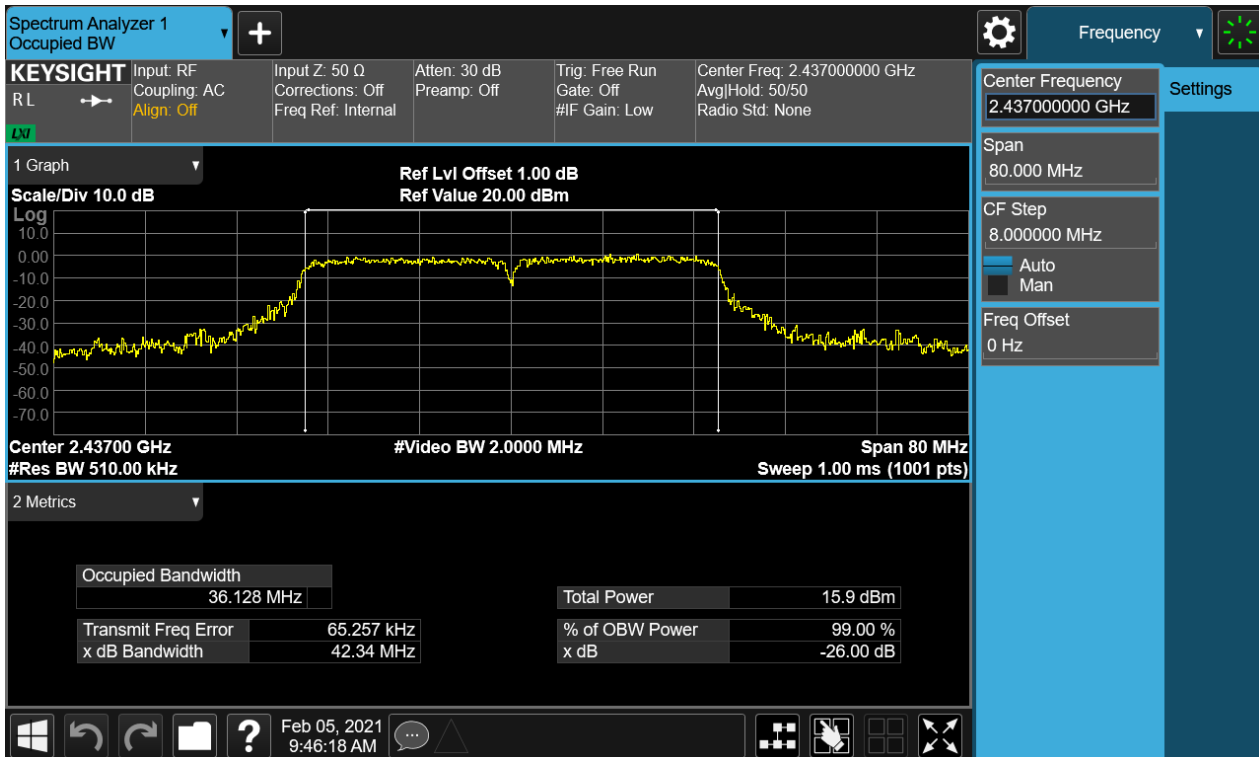 Spectrum Analyzer 1
Occupied BW
+
Frequency
KEYSIGHT
R L
LXI
Input: RF
Coupling: AC
Align: Off
Input Z: 50 Ω
Corrections: Off
Freq Ref: Internal
Atten: 30 dB
Preamp: Off
Trig: Free Run
Gate: Off
#IF Gain: Low
Center Freq: 2.437000000 GHz
Avg|Hold: 50/50
Radio Std: None
Center Frequency
2.437000000 GHz
Settings
Span
80.000 MHz
CF Step
8.000000 MHz
Auto
Man
Freq Offset
0 Hz
1 Graph
Scale/Div 10.0 dB
Ref Lvl Offset 1.00 dB
Ref Value 20.00 dBm
Log
10.0
0.00
-10.0
-20.0
-30.0
-40.0
-50.0
-60.0
-70.0
Center 2.43700 GHz
#Video BW 2.0000 MHz
Span 80 MHz
#Res BW 510.00 kHz
Sweep 1.00 ms (1001 pts)
2 Metrics
Occupied Bandwidth
36.128 MHz
Total Power 15.9 dBm
Transmit Freq Error 65.257 kHz
% of OBW Power 99.00 %
x dB Bandwidth 42.34 MHz
x dB -26.00 dB
?
Feb 05, 2021
9:46:18 AM